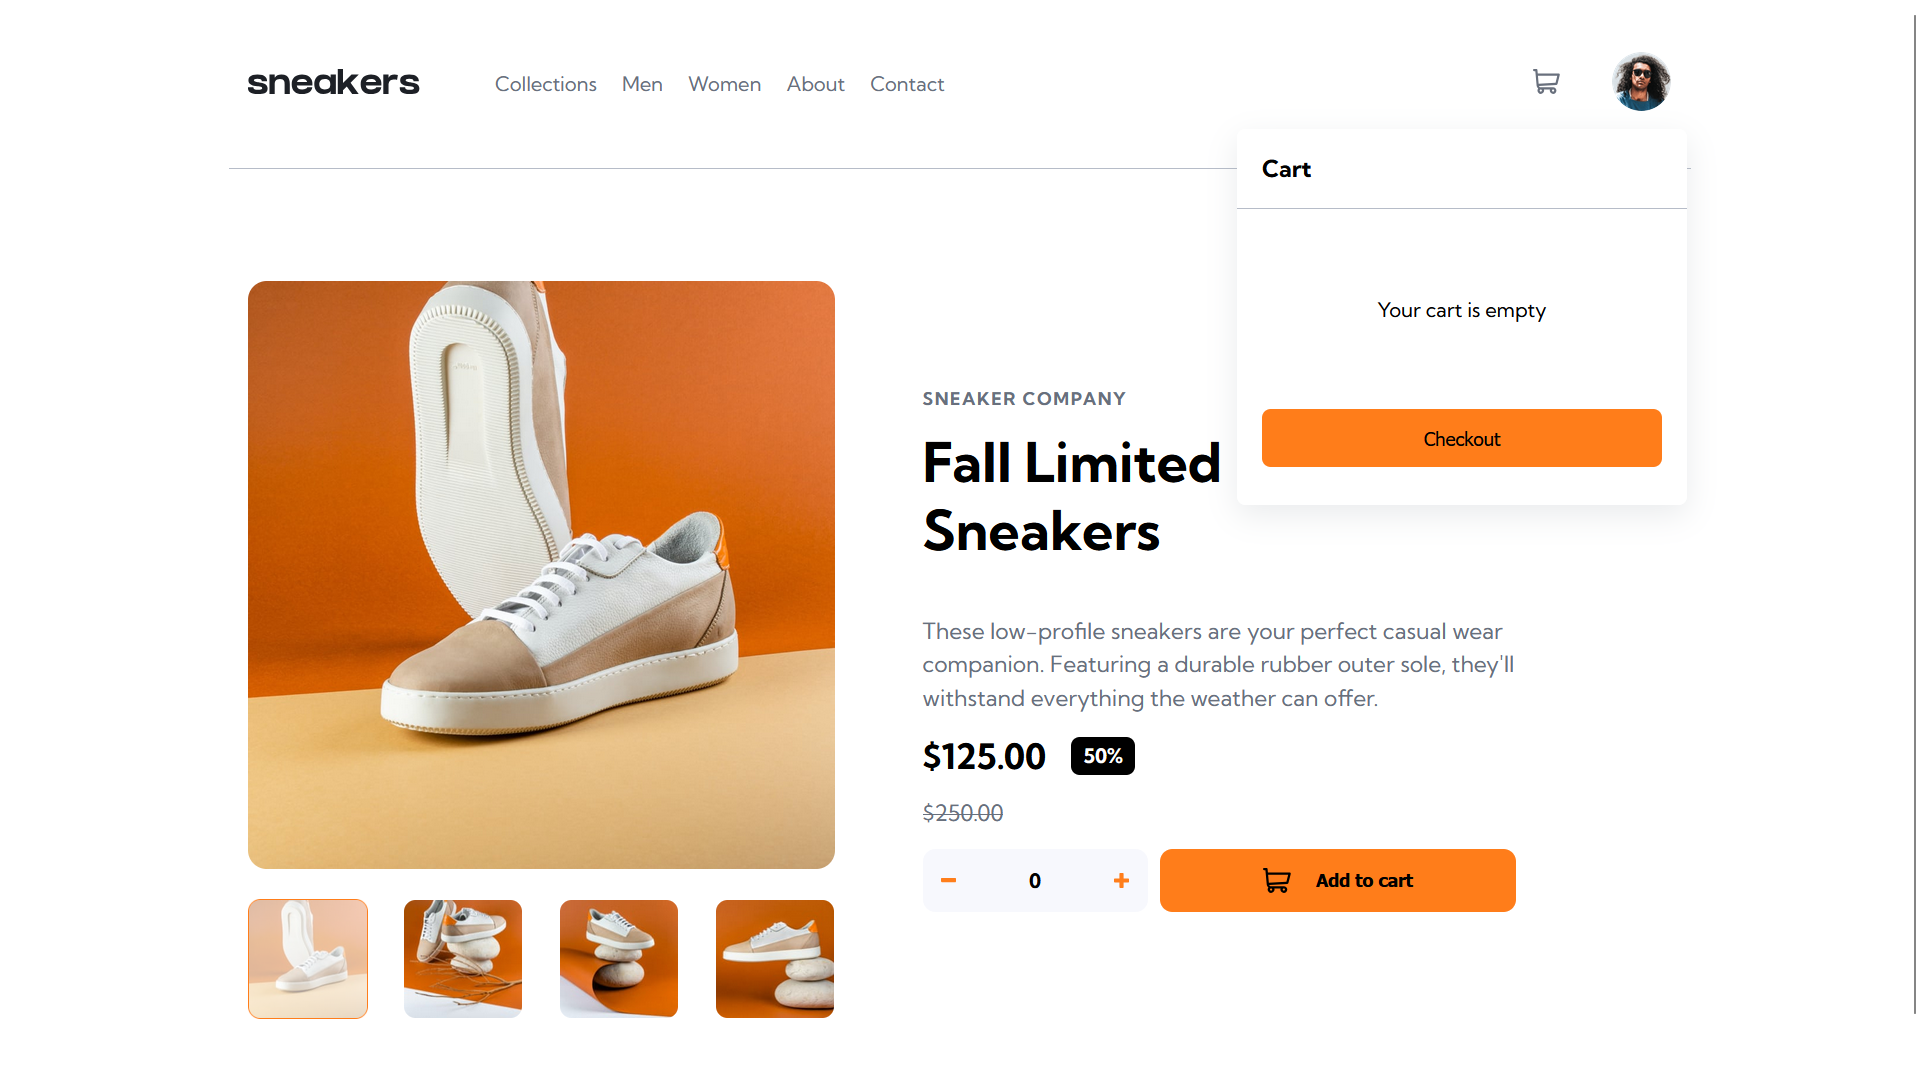 sneakers
Collections Men Women About Contact
Cart
Your cart is empty
Checkout
SNEAKER COMPANY
Fall Limited
Sneakers
These low-profile sneakers are your perfect casual wear
companion. Featuring a durable rubber outer sole, they'll
withstand everything the weather can offer.
$125.00 50%
$250.00
0
Add to cart